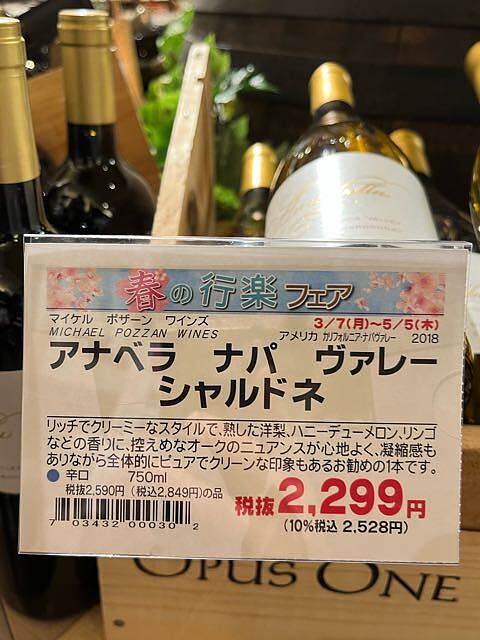 春の行楽フェア
マイケル ポザーン ワインズ 3/7(月)~5/5(木)
MICHAEL POZZAN WINES アメリカ カリフォルニア・ナパヴァレー 2018
アナベラ ナパ ヴァレー
シャルドネ
リッチでクリーミーなスタイルで、熟した洋梨、ハニーデューメロン、リンゴ
などの香りに、控えめなオークのニュアンスが心地よく、凝縮感も
ありながら全体的にピュアでクリーンな印象もあるお勧めの1本です。
辛口 750ml
税抜2,590円(税込2,849円)の品
税抜2,299円
(10%税込 2,528円)
7 03432 00030 2
OPUS ONE